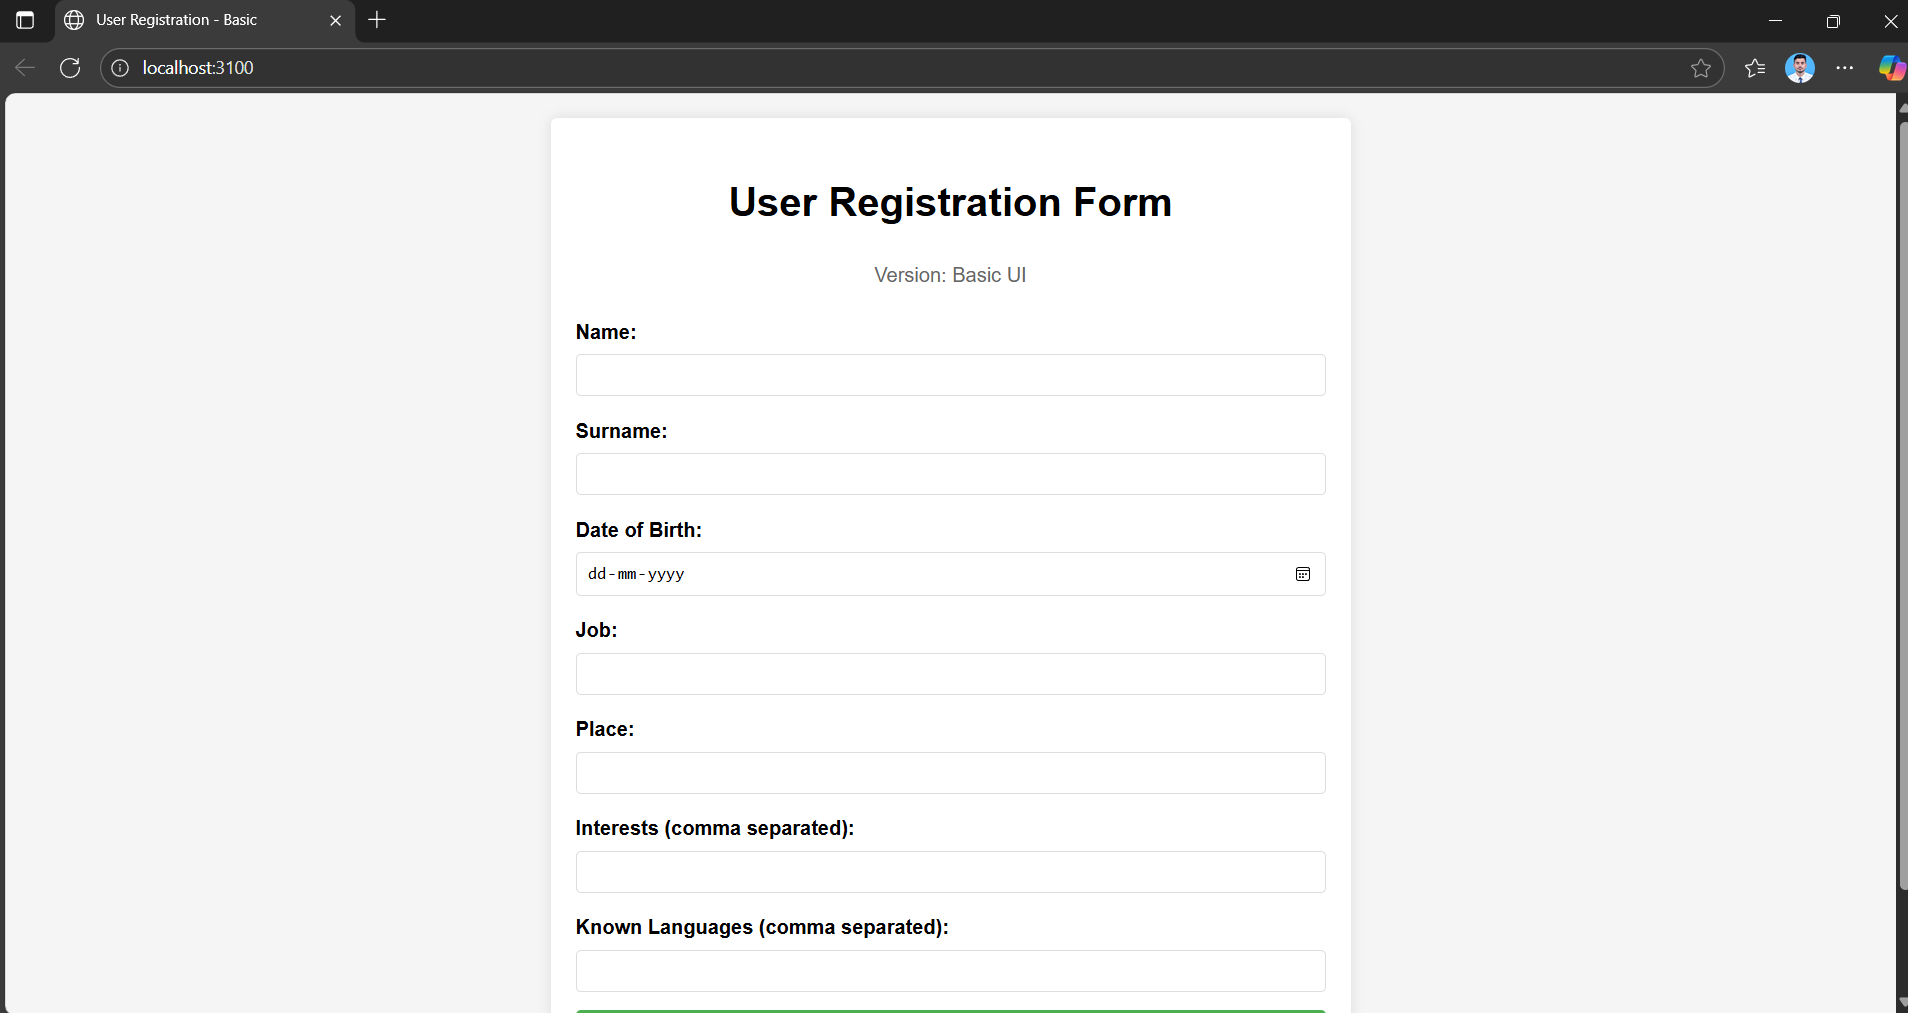 User Registration - Basic
localhost:3100
User Registration Form
Version: Basic UI
Name:
Surname:
Date of Birth:
dd-mm-yyyy
Job:
Place:
Interests (comma separated):
Known Languages (comma separated):